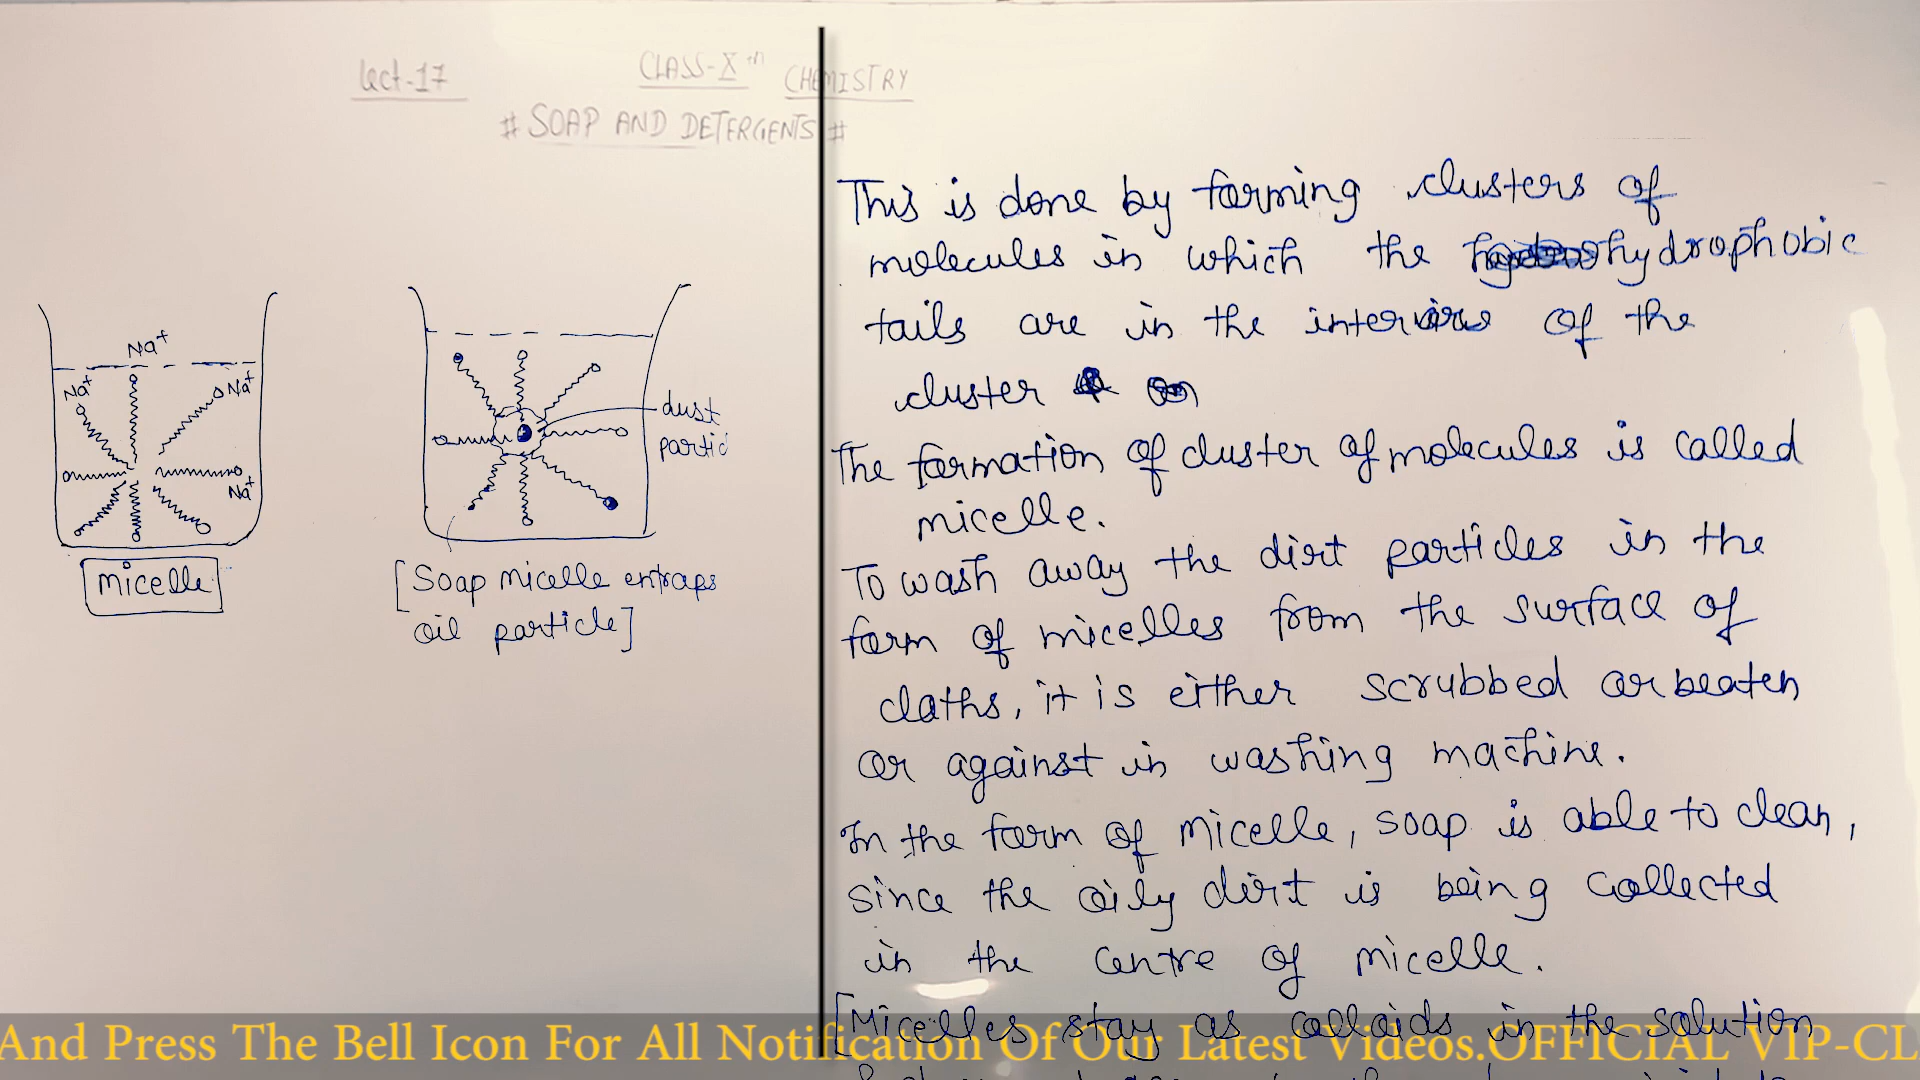 Lect-17
CLASS-Xth CHEMISTRY
# SOAP AND DETERGENTS #
Na+
Na+
Na+
Na+
micelle
dust
partic
[Soap micelle entraps
oil particle]
This is done by forming clusters of
molecules in which the hydrophobic
tails are in the interior of the
cluster
The formation of cluster of molecules is called
micelle.
To wash away the dirt particles in the
form of micelles from the surface of
cloths, it is either scrubbed or beaten
or against in washing machine.
In the form of micelle, soap is able to clean,
since the oily dirt is being collected
in the centre of micelle.
[Micelles stay as colloids in the solution
And Press The Bell Icon For All Notification Of Our Latest Videos.OFFICIAL VIP-CL